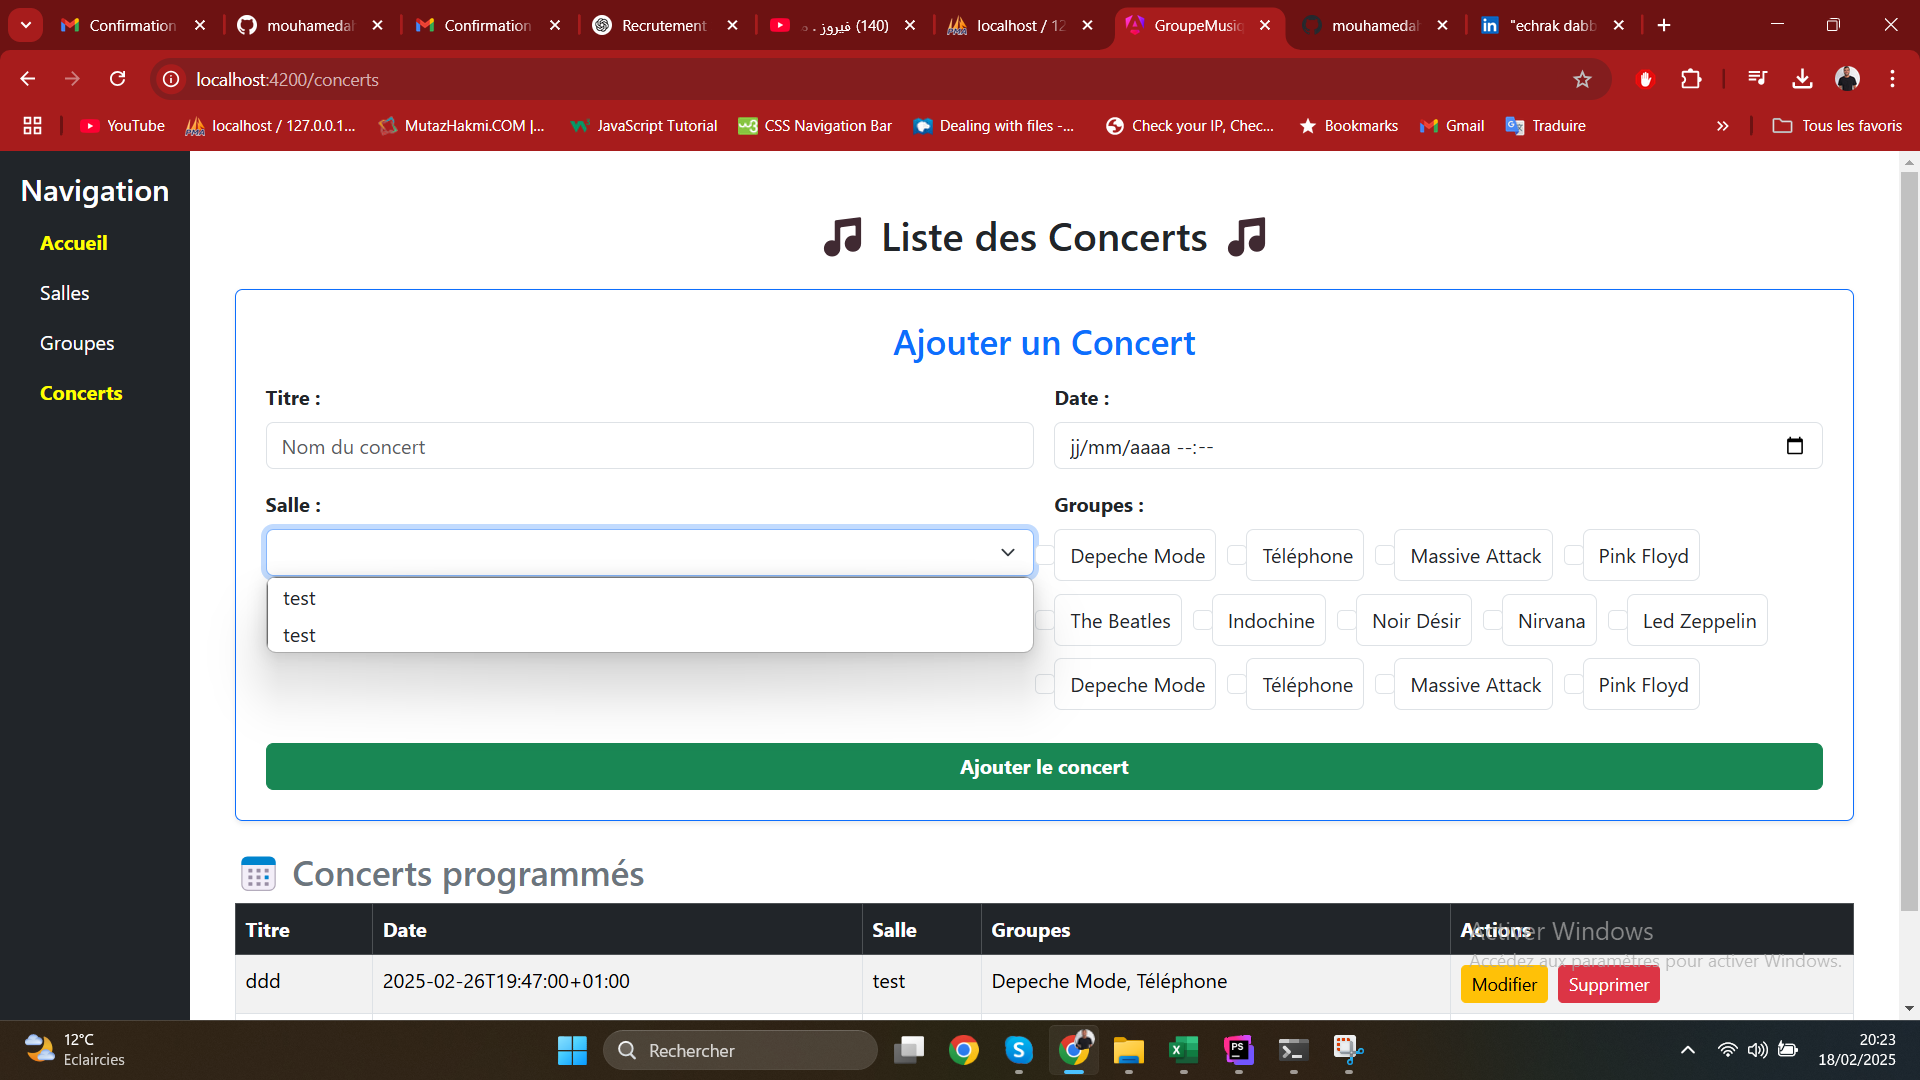 Confirmation
mouhamedah
Confirmation
Recrutement
(140) فيروز . ه
localhost / 12
GroupeMusiq
mouhamedah
"echrak dabb
localhost:4200/concerts
YouTube
localhost / 127.0.0.1...
MutazHakmi.COM |...
JavaScript Tutorial
CSS Navigation Bar
Dealing with files -...
Check your IP, Chec...
Bookmarks
Gmail
Traduire
Tous les favoris
Navigation
Accueil
Salles
Groupes
Concerts
Liste des Concerts
Ajouter un Concert
Titre :
Date :
Nom du concert
jj/mm/aaaa --:--
Salle :
Groupes :
test
test
Depeche Mode
Téléphone
Massive Attack
Pink Floyd
The Beatles
Indochine
Noir Désir
Nirvana
Led Zeppelin
Depeche Mode
Téléphone
Massive Attack
Pink Floyd
Ajouter le concert
Concerts programmés
Titre
Date
Salle
Groupes
Actions
ddd
2025-02-26T19:47:00+01:00
test
Depeche Mode, Téléphone
Modifier
Supprimer
Activer Windows
Accédez aux paramètres pour activer Windows.
12°C
Eclaircies
Rechercher
20:23
18/02/2025